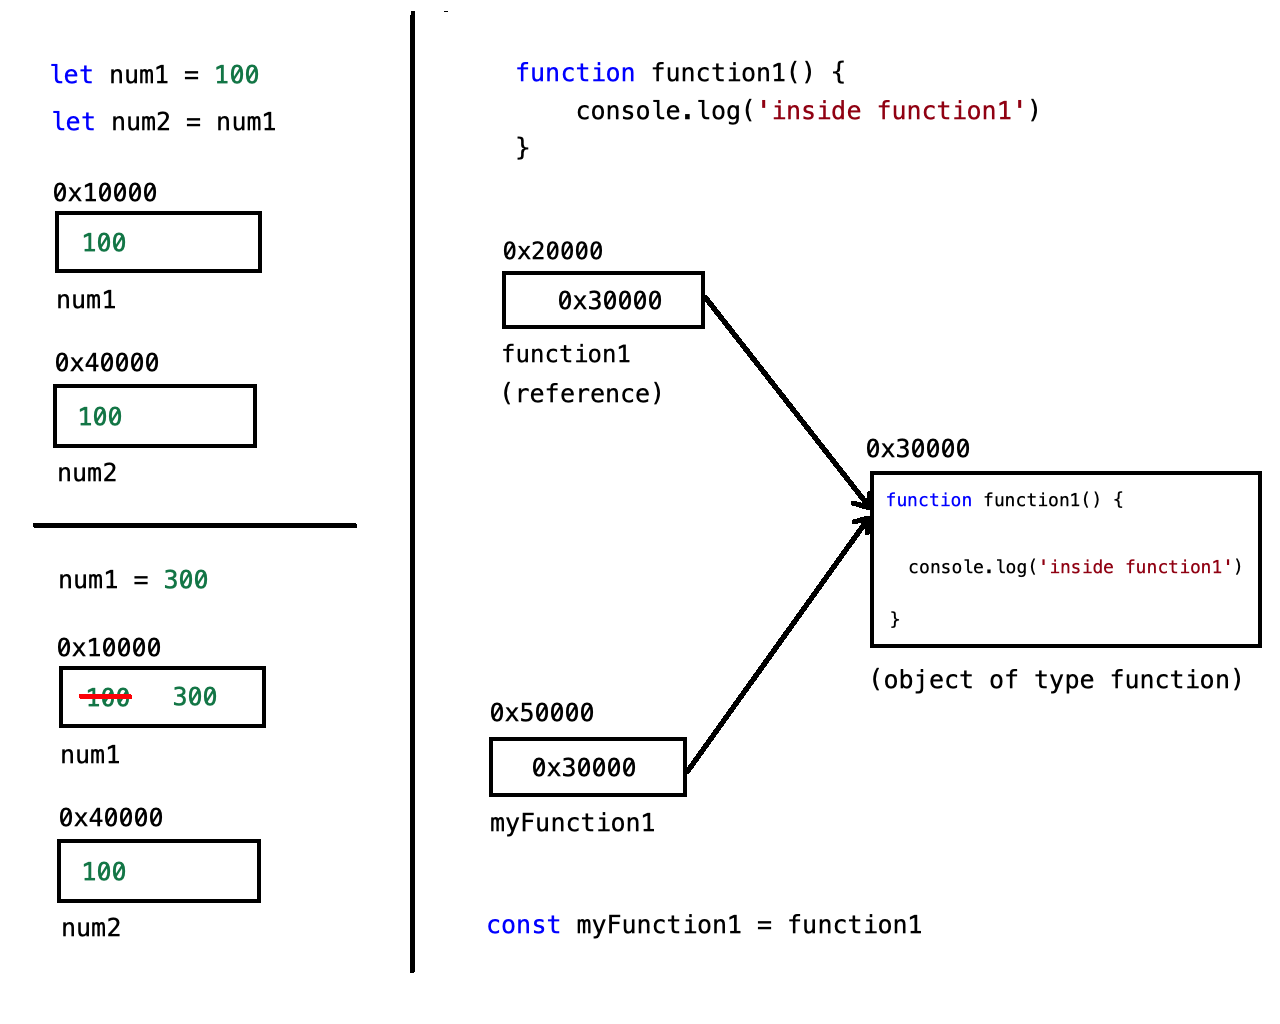 let num1 = 100
let num2 = num1
0x10000
100
num1
0x40000
100
num2
num1 = 300
0x10000
100 300
num1
0x40000
100
num2
function function1() {
console.log('inside function1')
}
0x20000
0x30000
function1
(reference)
0x30000
function function1() {
console.log('inside function1')
}
(object of type function)
0x50000
0x30000
myFunction1
const myFunction1 = function1